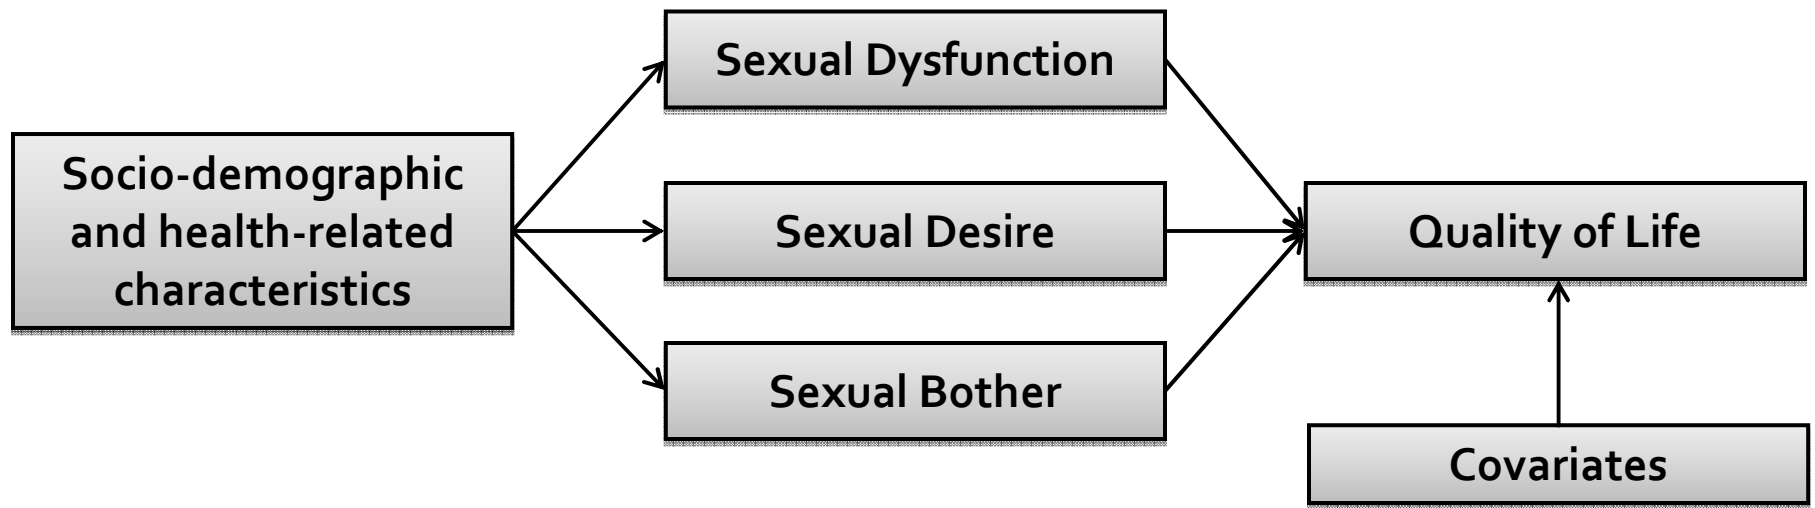 Sexual Dysfunction
Socio-demographic
and health-related
characteristics
Sexual Desire
Quality of Life
Sexual Bother
Covariates